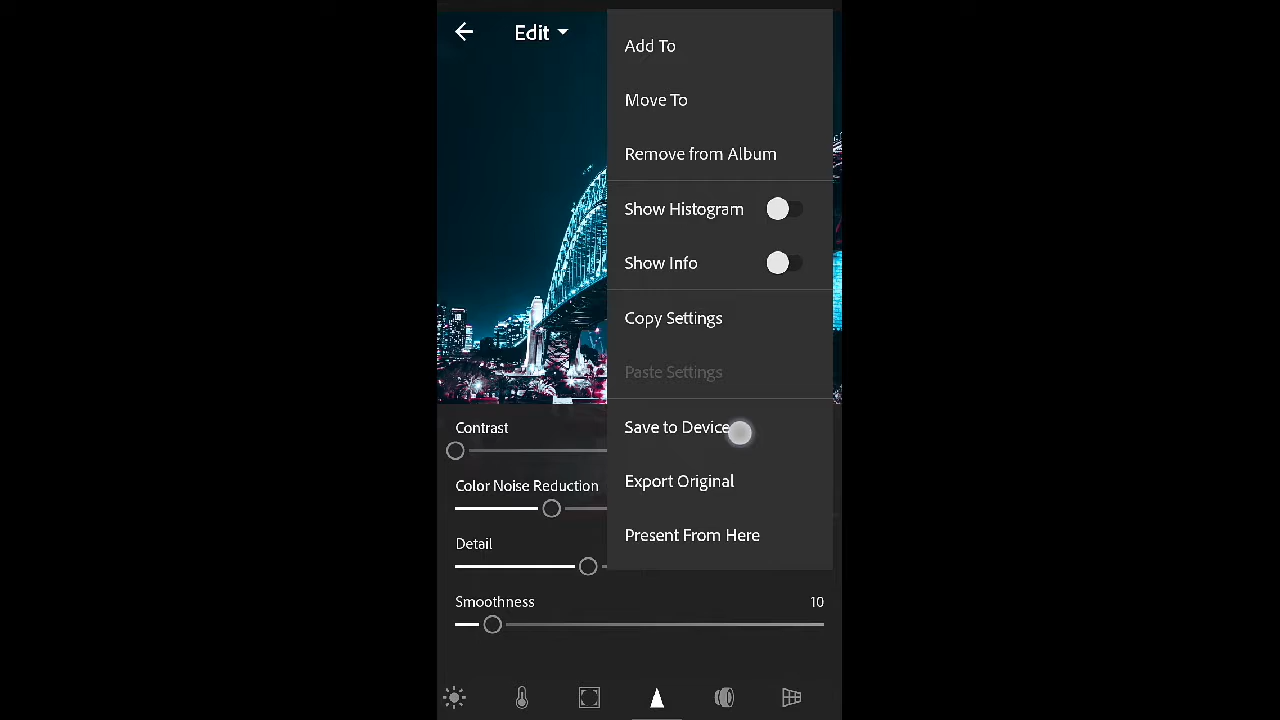 Edit
Add To
Move To
Remove from Album
Show Histogram
Show Info
Copy Settings
Paste Settings
Save to Device
Export Original
Present From Here
Contrast
Color Noise Reduction
Detail
Smoothness 10